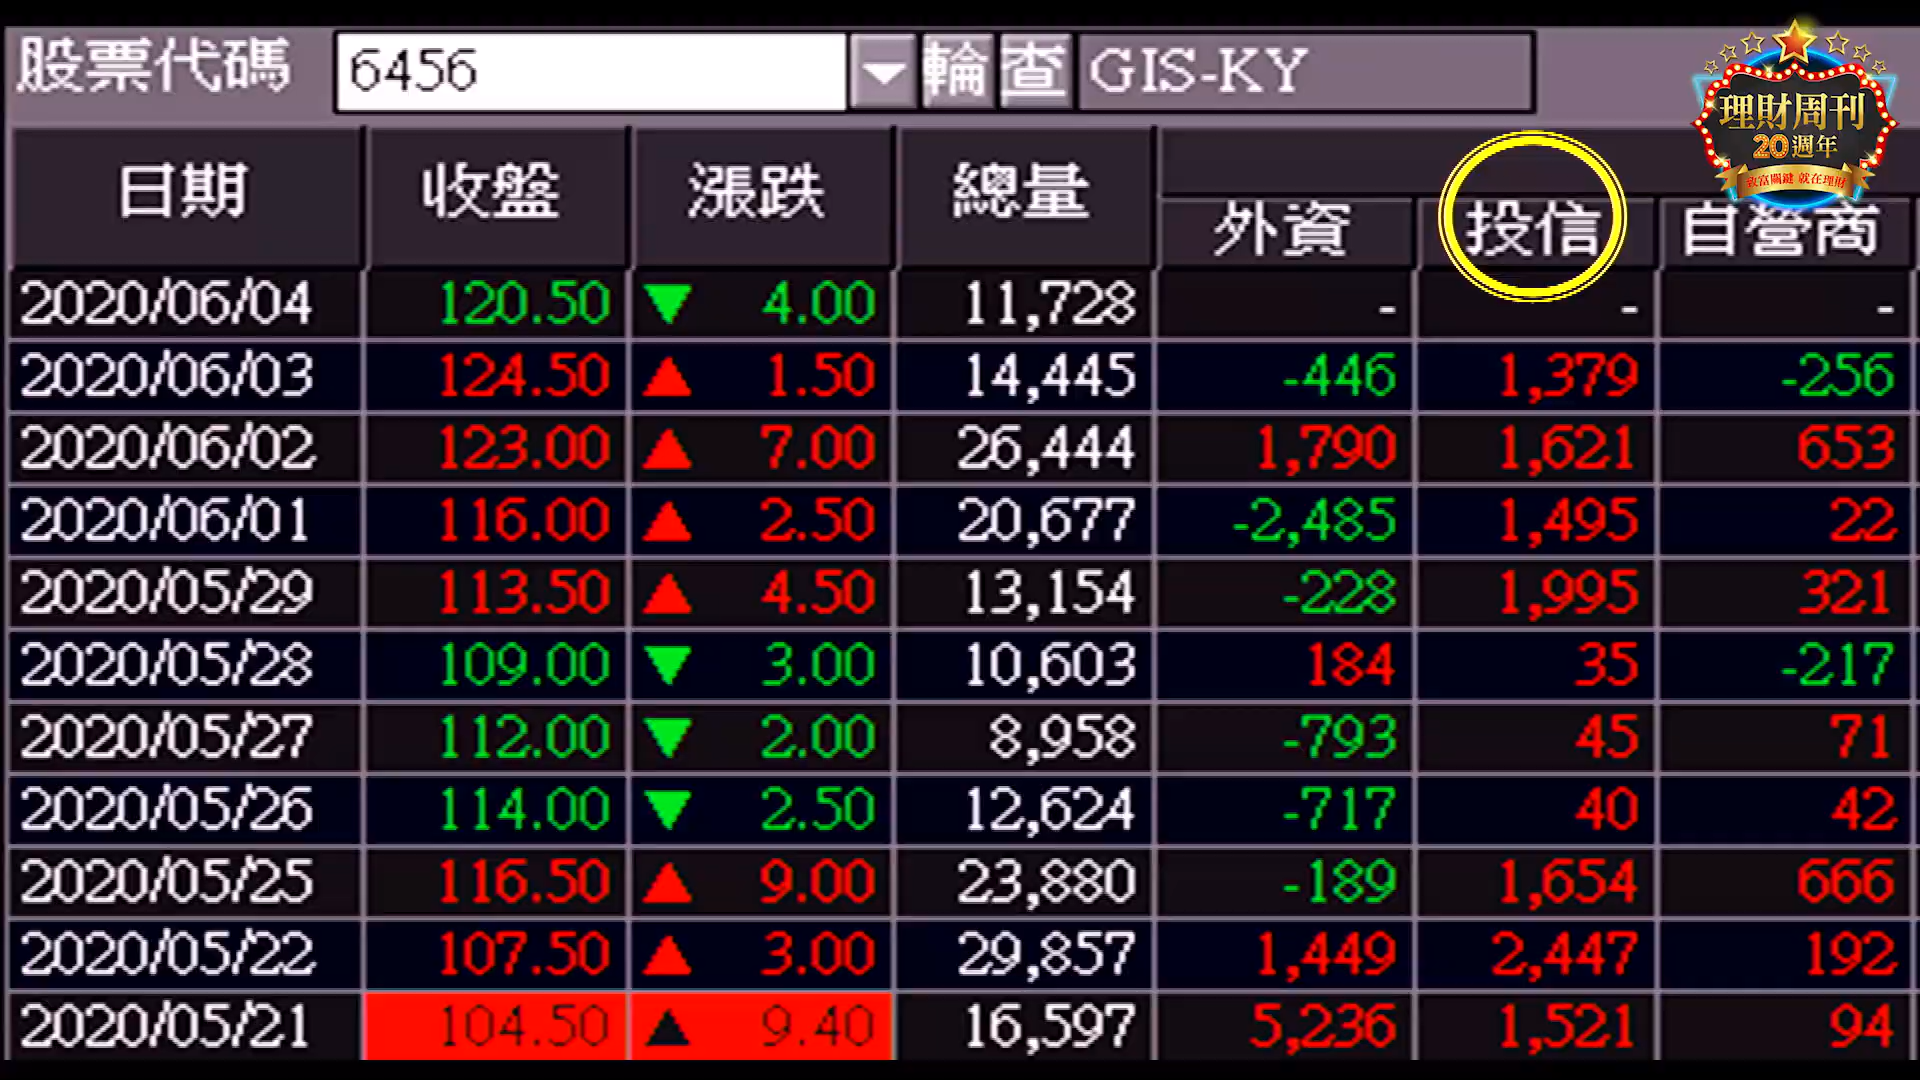 股票代碼 6456 輪 查 GIS-KY
理財周刊
20週年
致富關鍵 就在理財
日期 收盤 漲跌 總量 外資 投信 自營商
2020/06/04 120.50 ▼ 4.00 11,728 - - -
2020/06/03 124.50 ▲ 1.50 14,445 -446 1,379 -256
2020/06/02 123.00 ▲ 7.00 26,444 1,790 1,621 653
2020/06/01 116.00 ▲ 2.50 20,677 -2,485 1,495 22
2020/05/29 113.50 ▲ 4.50 13,154 -228 1,995 321
2020/05/28 109.00 ▼ 3.00 10,603 184 35 -217
2020/05/27 112.00 ▼ 2.00 8,958 -793 45 71
2020/05/26 114.00 ▼ 2.50 12,624 -717 40 42
2020/05/25 116.50 ▲ 9.00 23,880 -189 1,654 666
2020/05/22 107.50 ▲ 3.00 29,857 1,449 2,447 192
2020/05/21 104.50 ▲ 9.40 16,597 5,236 1,521 94